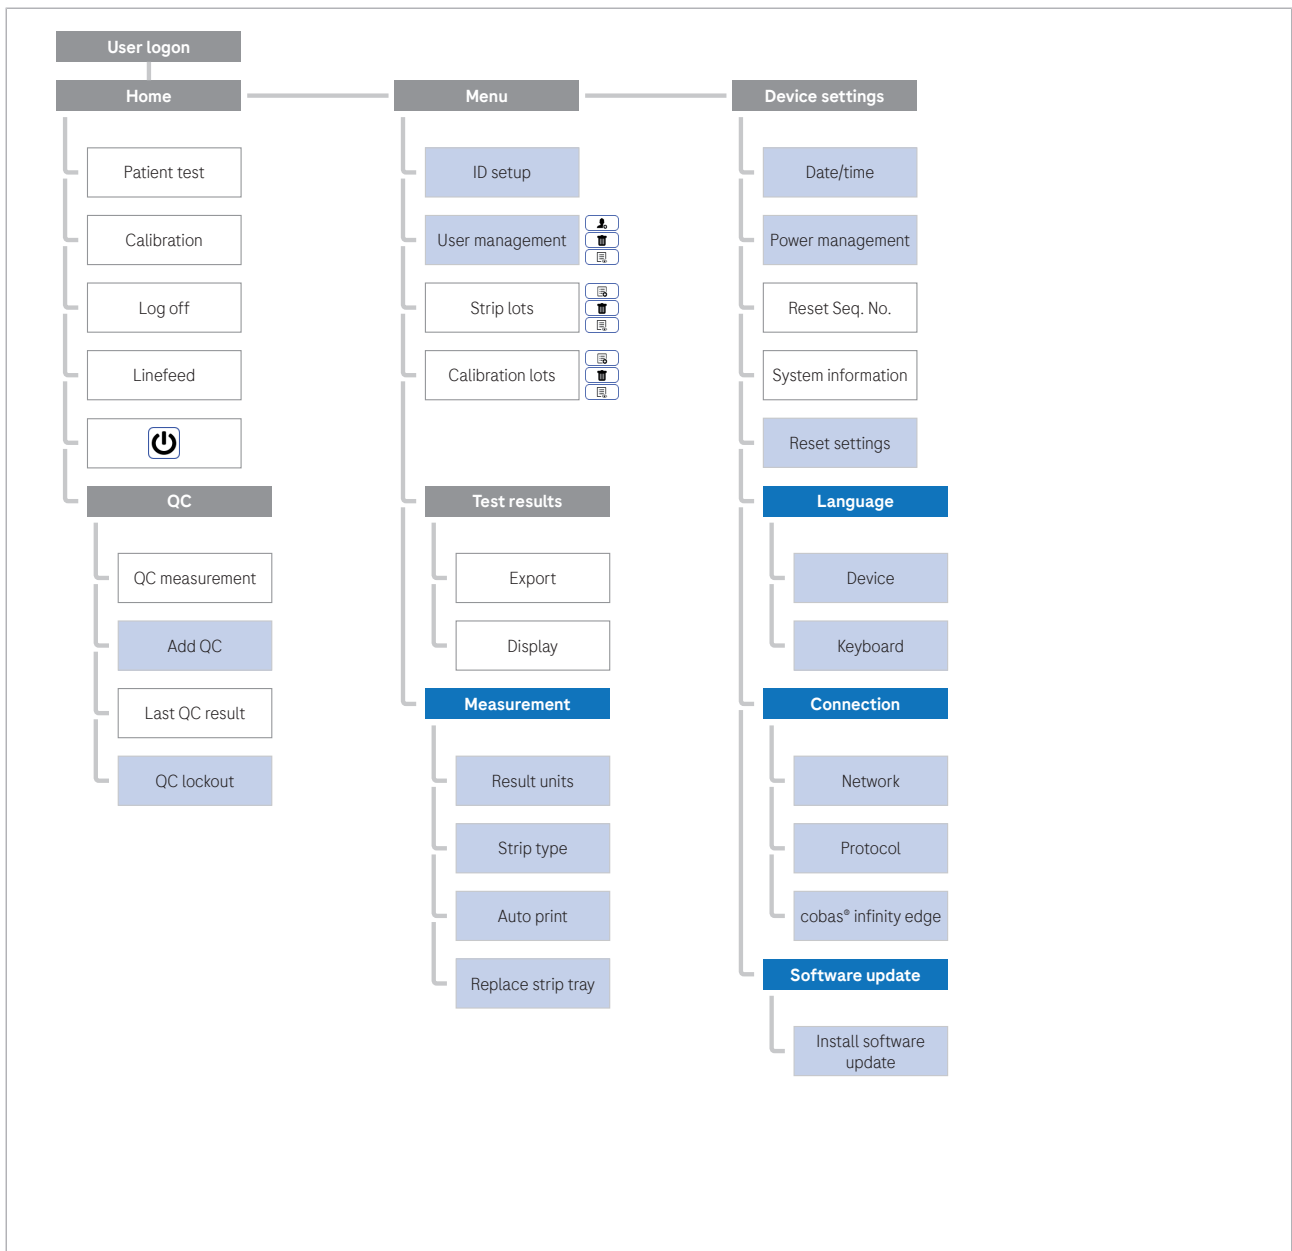 User logon
Home
Patient test
Calibration
Log off
Linefeed
QC
QC measurement
Add QC
Last QC result
QC lockout
Menu
ID setup
User management
Strip lots
Calibration lots
Test results
Export
Display
Measurement
Result units
Strip type
Auto print
Replace strip tray
Device settings
Date/time
Power management
Reset Seq. No.
System information
Reset settings
Language
Device
Keyboard
Connection
Network
Protocol
cobas® infinity edge
Software update
Install software
update